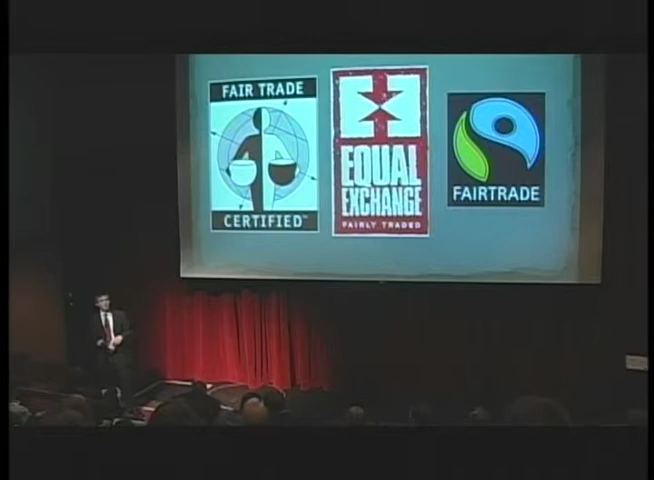 FAIR TRADE
CERTIFIED™
EQUAL
EXCHANGE
FAIRLY TRADED
FAIRTRADE